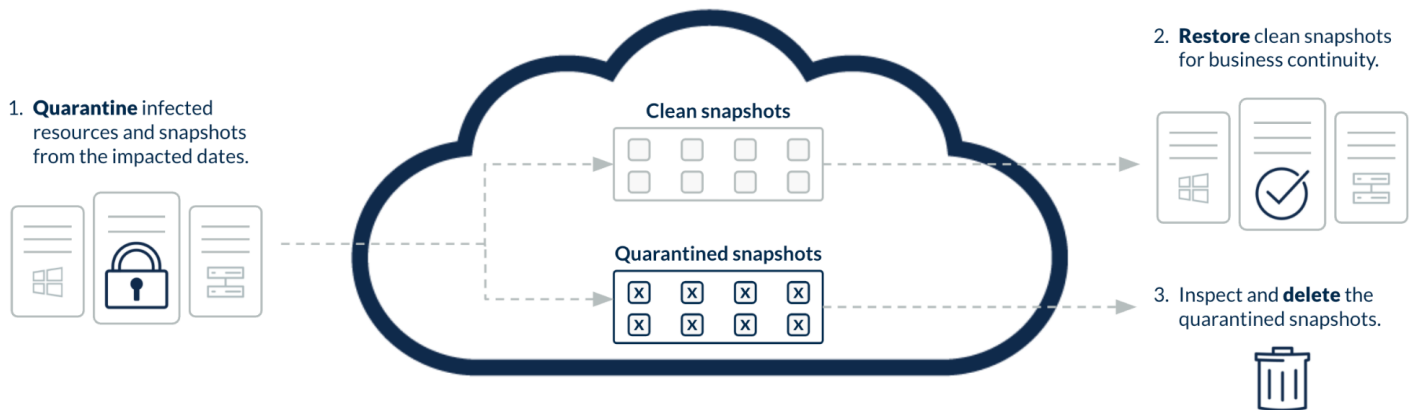 1. Quarantine infected
resources and snapshots
from the impacted dates.
Clean snapshots
Quarantined snapshots
X X X X
X X X X
2. Restore clean snapshots
for business continuity.
3. Inspect and delete the
quarantined snapshots.